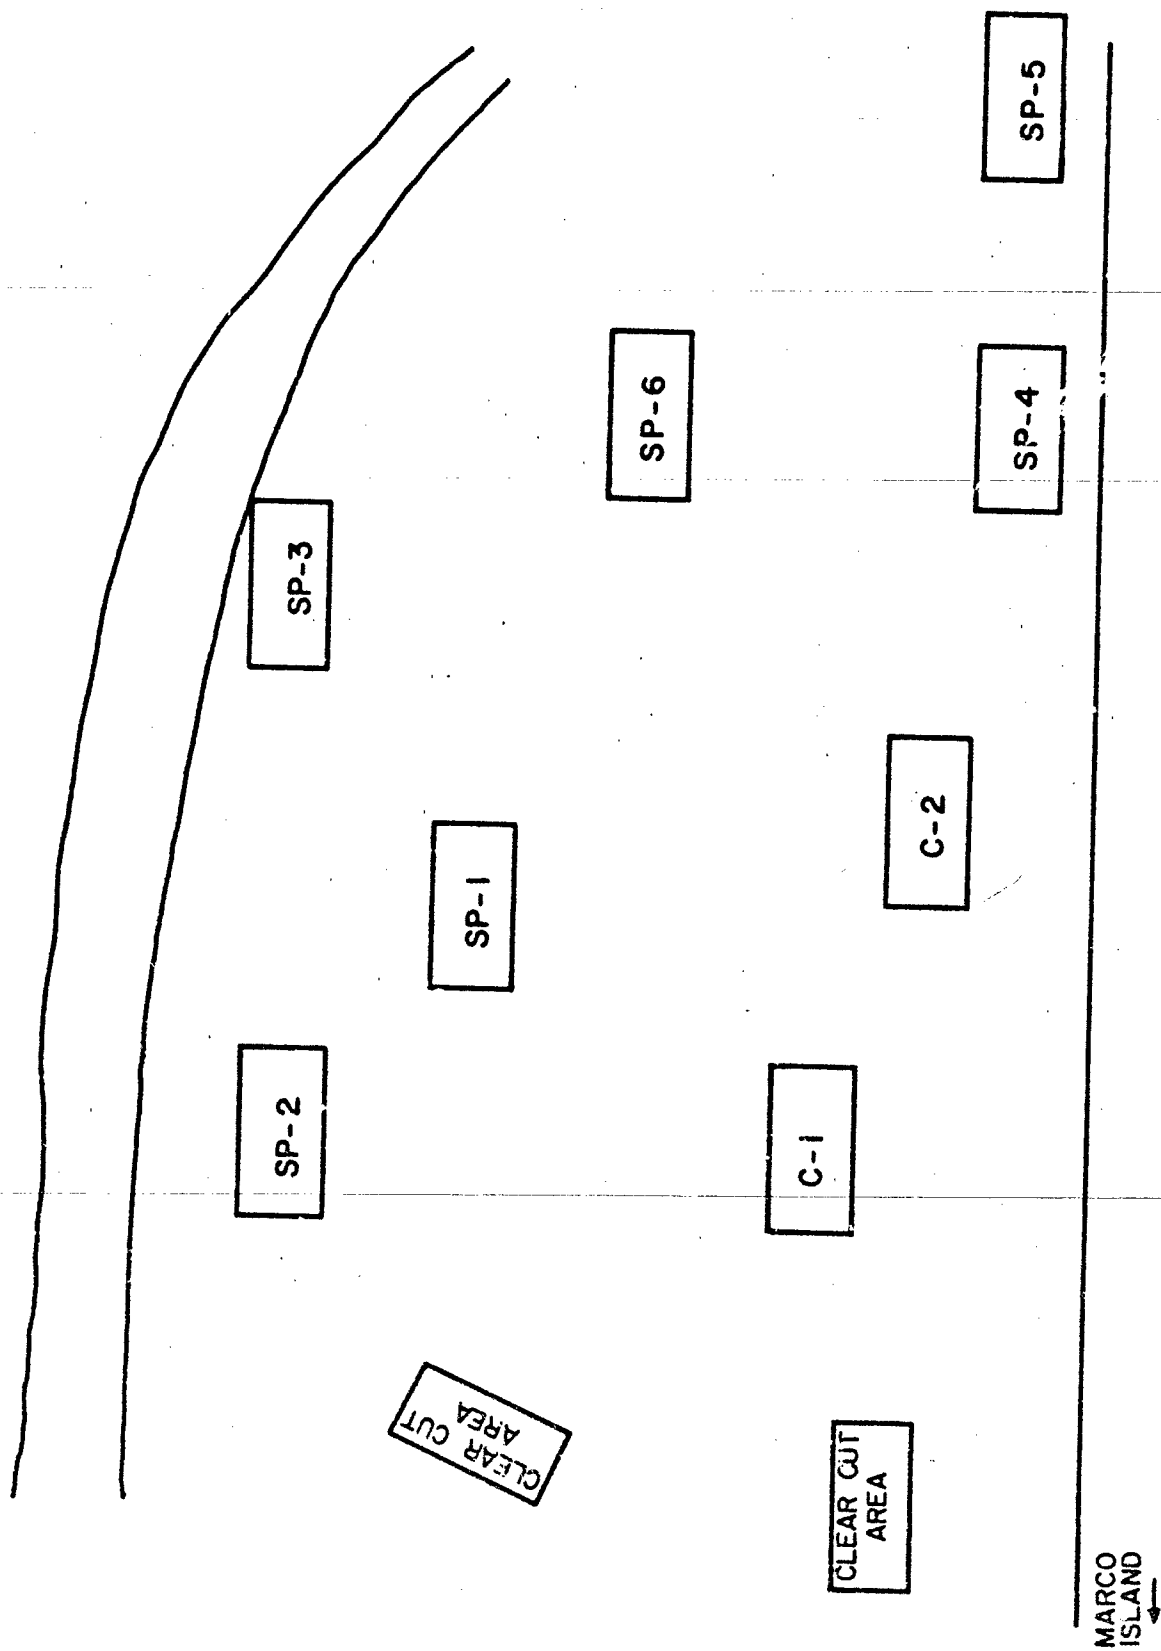 SP-2
SP-3
CLEAR CUT
AREA
SP-1
SP-6
C-1
CLEAR CUT
AREA
C-2
SP-4
SP-5
MARCO
ISLAND